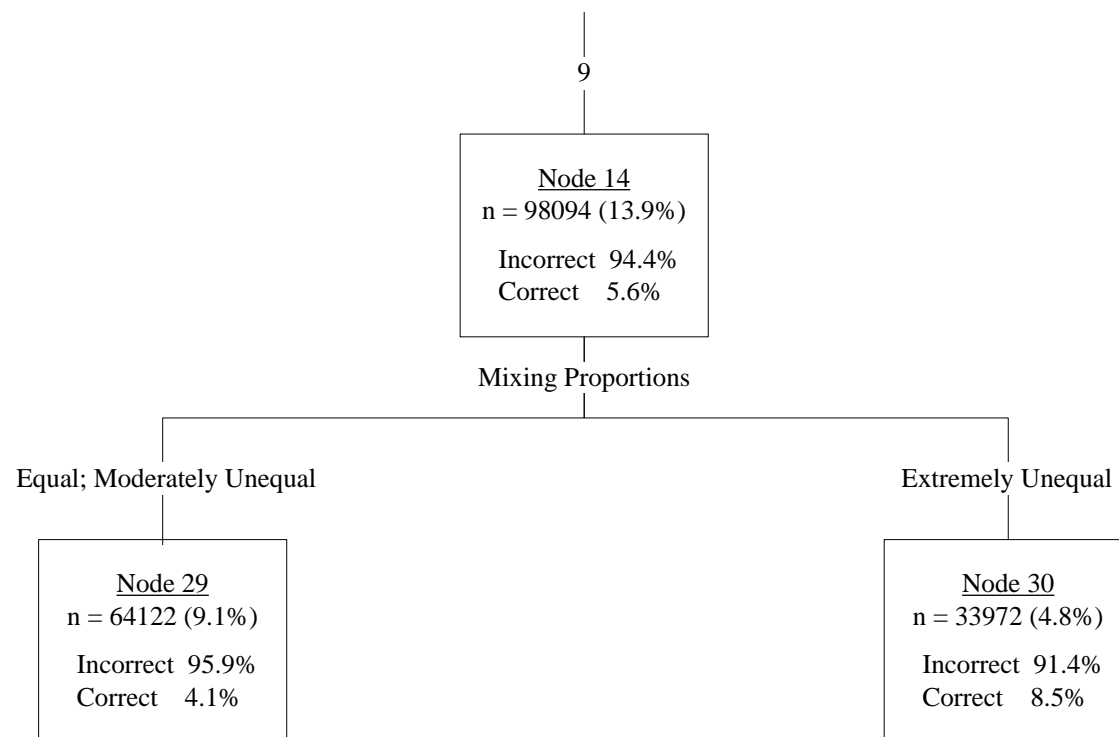 9
Node 14
n = 98094 (13.9%)
Incorrect 94.4%
Correct 5.6%
Mixing Proportions
Equal; Moderately Unequal
Extremely Unequal
Node 29
n = 64122 (9.1%)
Incorrect 95.9%
Correct 4.1%
Node 30
n = 33972 (4.8%)
Incorrect 91.4%
Correct 8.5%